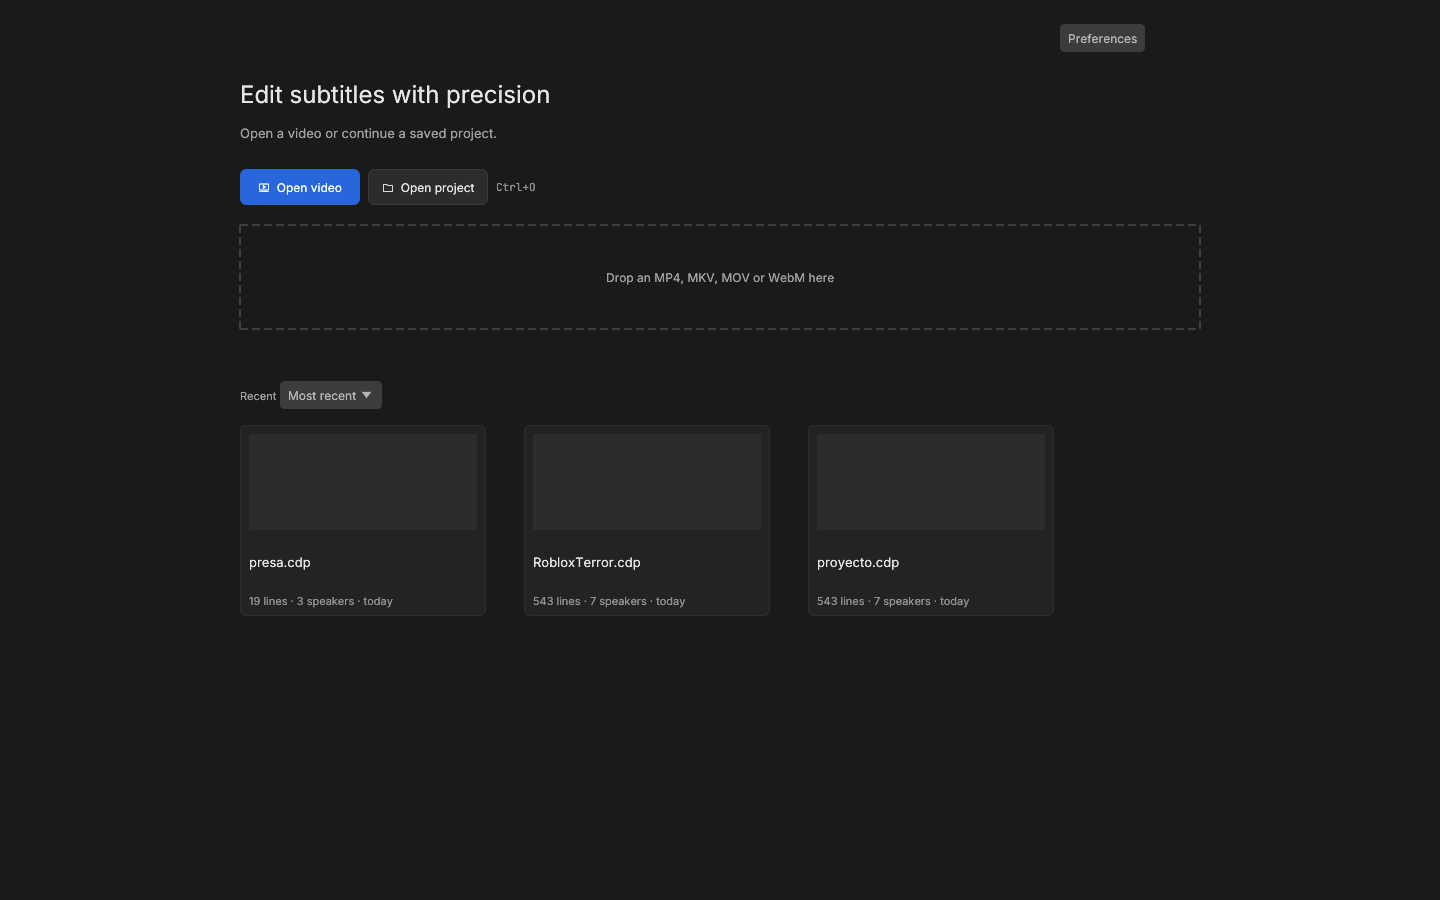 Preferences
Edit subtitles with precision
Open a video or continue a saved project.
Open video
Open project
Ctrl+O
Drop an MP4, MKV, MOV or WebM here
Recent
Most recent
presa.cdp
19 lines · 3 speakers · today
RobloxTerror.cdp
543 lines · 7 speakers · today
proyecto.cdp
543 lines · 7 speakers · today